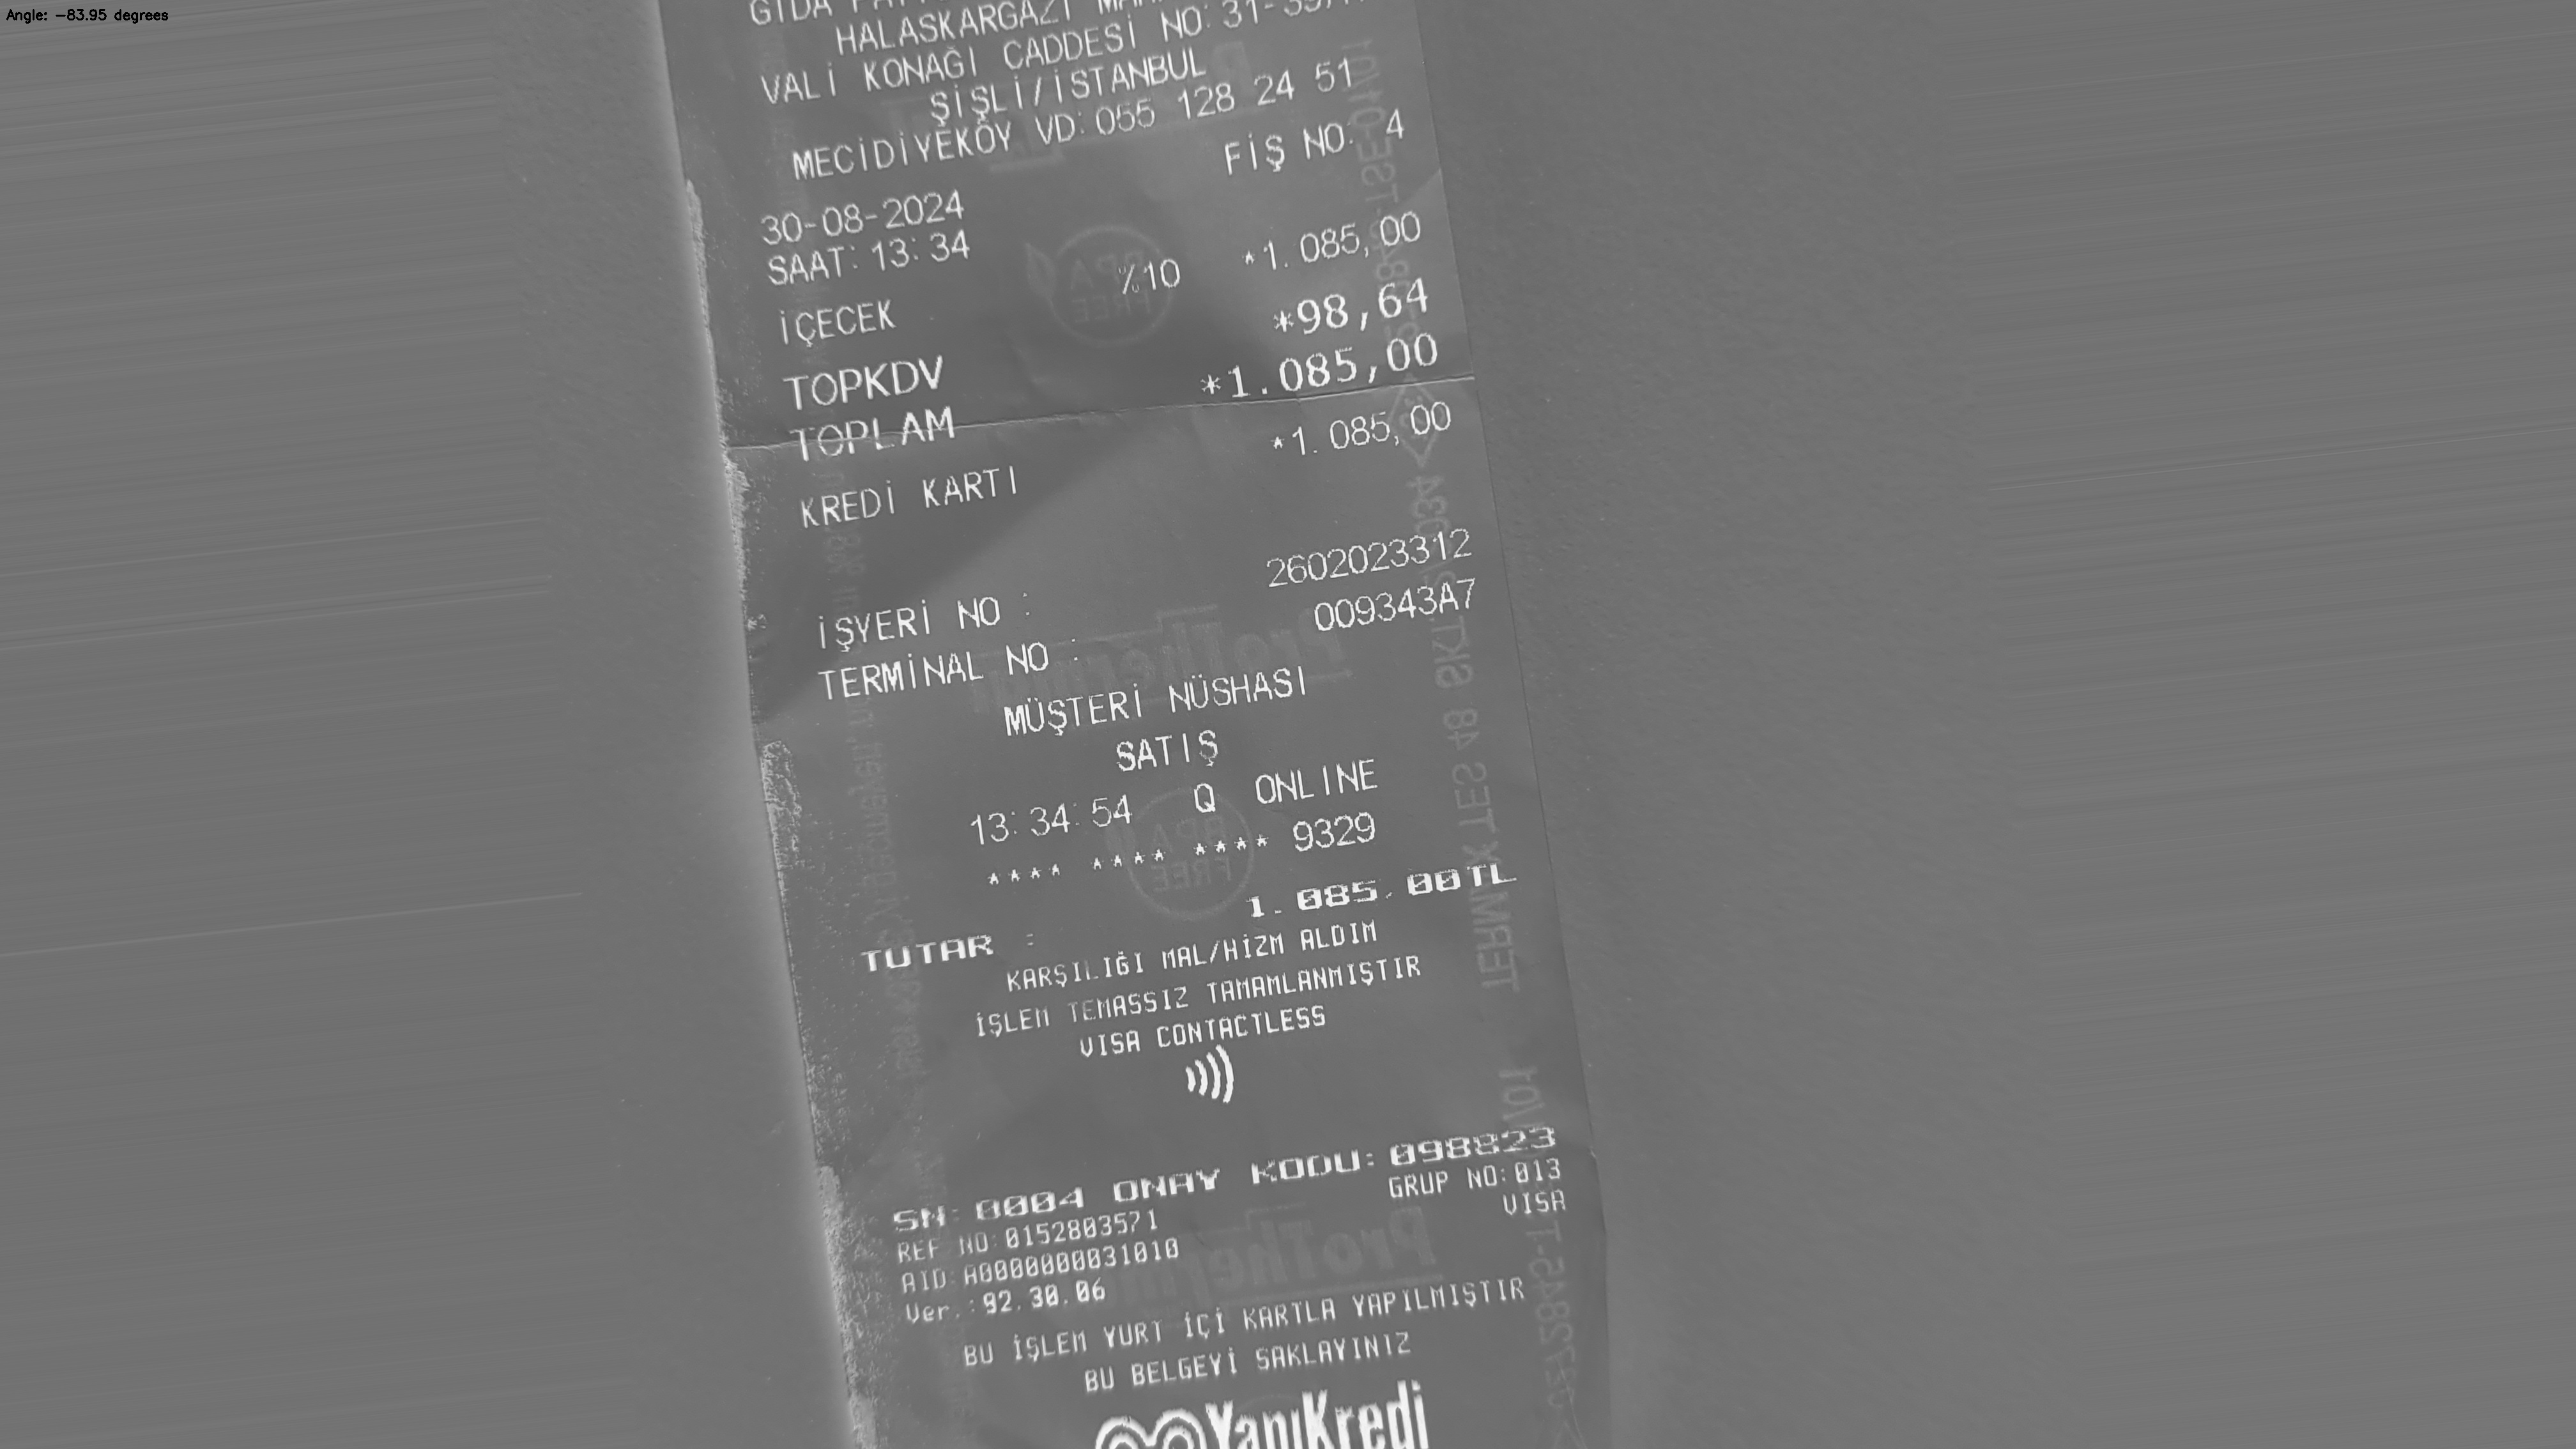 Angle: −83.95 degrees
GIDA
HALASKARGAZİ
VALİ KONAĞI CADDESİ NO:31-
ŞİŞLİ/İSTANBUL
MECİDİYEKÖY VD:055 128 24 51
FİŞ NO: 4
30-08-2024
SAAT:13:34
İÇECEK %10 *1.085,00
TOPKDV *98,64
TOPLAM *1.085,00
KREDİ KARTI *1.085,00
İŞYERİ NO : 2602023312
TERMİNAL NO : 009343A7
MÜŞTERİ NÜSHASI
SATIŞ
13:34:54 Q ONLINE
**** **** **** 9329
TUTAR : 1.085,00TL
KARŞILIĞI MAL/HİZM ALDIM
İŞLEM TEMASSIZ TAMAMLANMIŞTIR
VISA CONTACTLESS
SN:0004 ONAY KODU:098823
REF NO:0152803571 GRUP NO:013
AID:A0000000031010 VISA
Ver.:92.30.06
BU İŞLEM YURT İÇİ KARTLA YAPILMIŞTIR
BU BELGEYİ SAKLAYINIZ
YapıKredi